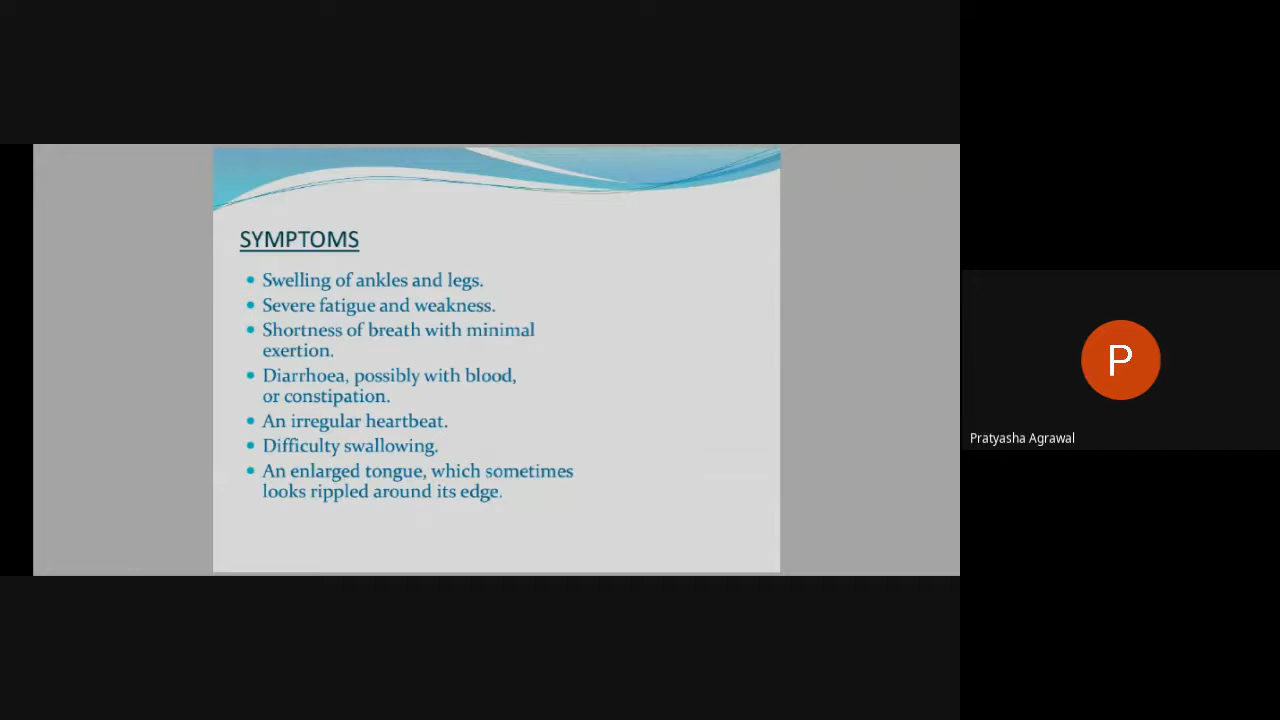 SYMPTOMS
Swelling of ankles and legs.
Severe fatigue and weakness.
Shortness of breath with minimal
exertion.
Diarrhoea, possibly with blood,
or constipation.
An irregular heartbeat.
Difficulty swallowing.
An enlarged tongue, which sometimes
looks rippled around its edge.
P
Pratyasha Agrawal